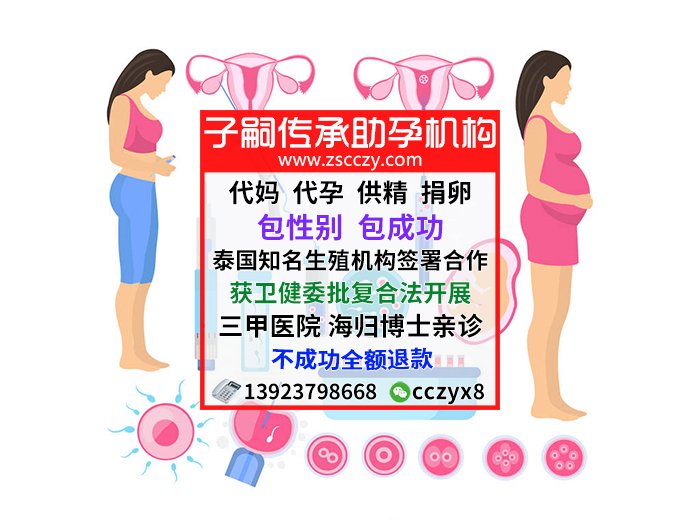 子嗣传承助孕机构
www.zscczy.com
代妈 代孕 供精 捐卵
包性别 包成功
泰国知名生殖机构签署合作
获卫健委批复合法开展
三甲医院 海归博士亲诊
不成功全额退款
13923798668 cczyx8